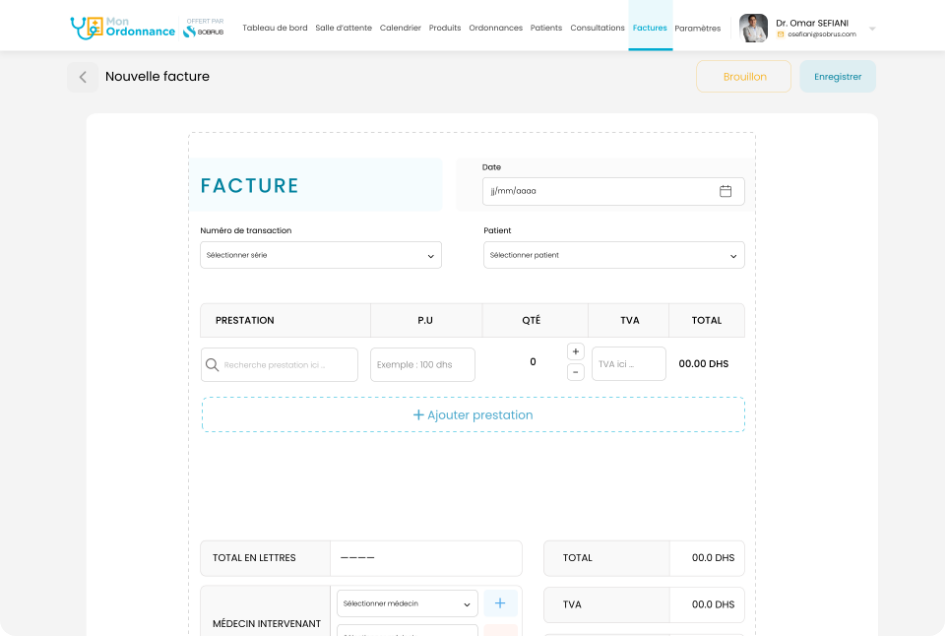 Mon
Ordonnance
OFFERT PAR
SOBRUS
Tableau de bord Salle d'attente Calendrier Produits Ordonnances Patients Consultations Factures Paramètres
Dr. Omar SEFIANI
osefiani@sobrus.com
Nouvelle facture
Brouillon
Enregistrer
FACTURE
Date
jj/mm/aaaa
Numéro de transaction
Patient
Sélectionner série
Sélectionner patient
PRESTATION P.U QTÉ TVA TOTAL
Recherche prestation ici ... Exemple : 100 dhs 0 + - TVA ici ... 00.00 DHS
+ Ajouter prestation
TOTAL EN LETTRES ---- TOTAL 00.0 DHS
Sélectionner médecin +
TVA 00.0 DHS
MÉDECIN INTERVENANT